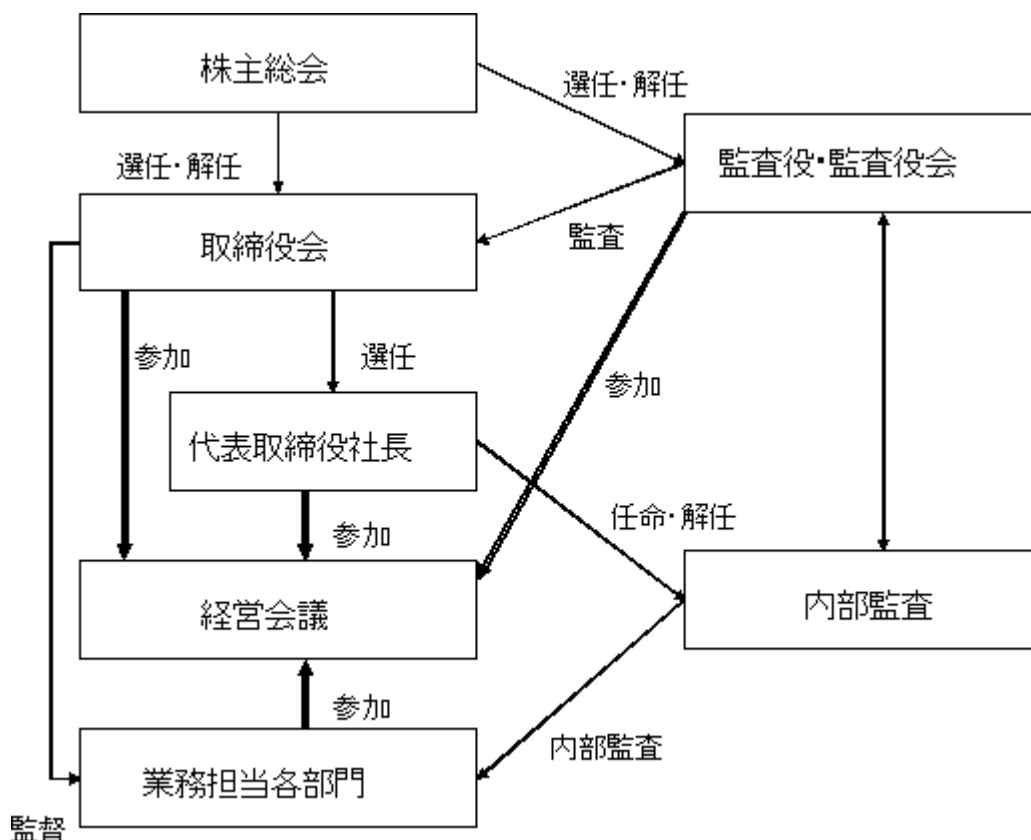 株主総会
選任・解任
選任・解任
監査役・監査役会
取締役会
監査
参加
選任
参加
代表取締役社長
任命・解任
参加
経営会議
内部監査
参加
内部監査
業務担当各部門
監督